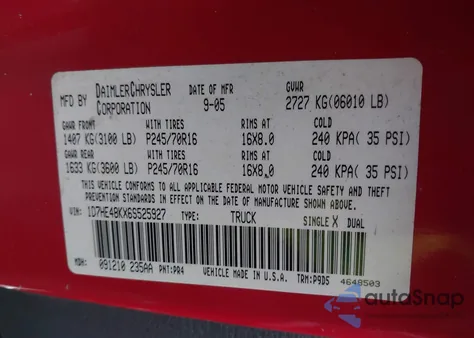 MFD BY DAIMLERCHRYSLER CORPORATION DATE OF MFR 9-05 GVWR 2727 KG(06010 LB)
GAWR FRONT WITH TIRES RIMS AT COLD
1407 KG(3100 LB) P245/70R16 16X8.0 240 KPA( 35 PSI)
GAWR REAR WITH TIRES RIMS AT COLD
1633 KG(3600 LB) P245/70R16 16X8.0 240 KPA( 35 PSI)
THIS VEHICLE CONFORMS TO ALL APPLICABLE FEDERAL MOTOR VEHICLE SAFETY, BUMPER, AND THEFT
PREVENTION STANDARDS IN EFFECT ON THE DATE OF MANUFACTURE SHOWN ABOVE.
VIN: 1D7HE48KX6S525927 TYPE: TRUCK SINGLE X DUAL
MDH: 091210 235AA PNT:PR4 VEHICLE MADE IN U.S.A. TRM:P9D5 4648503
autoSnap